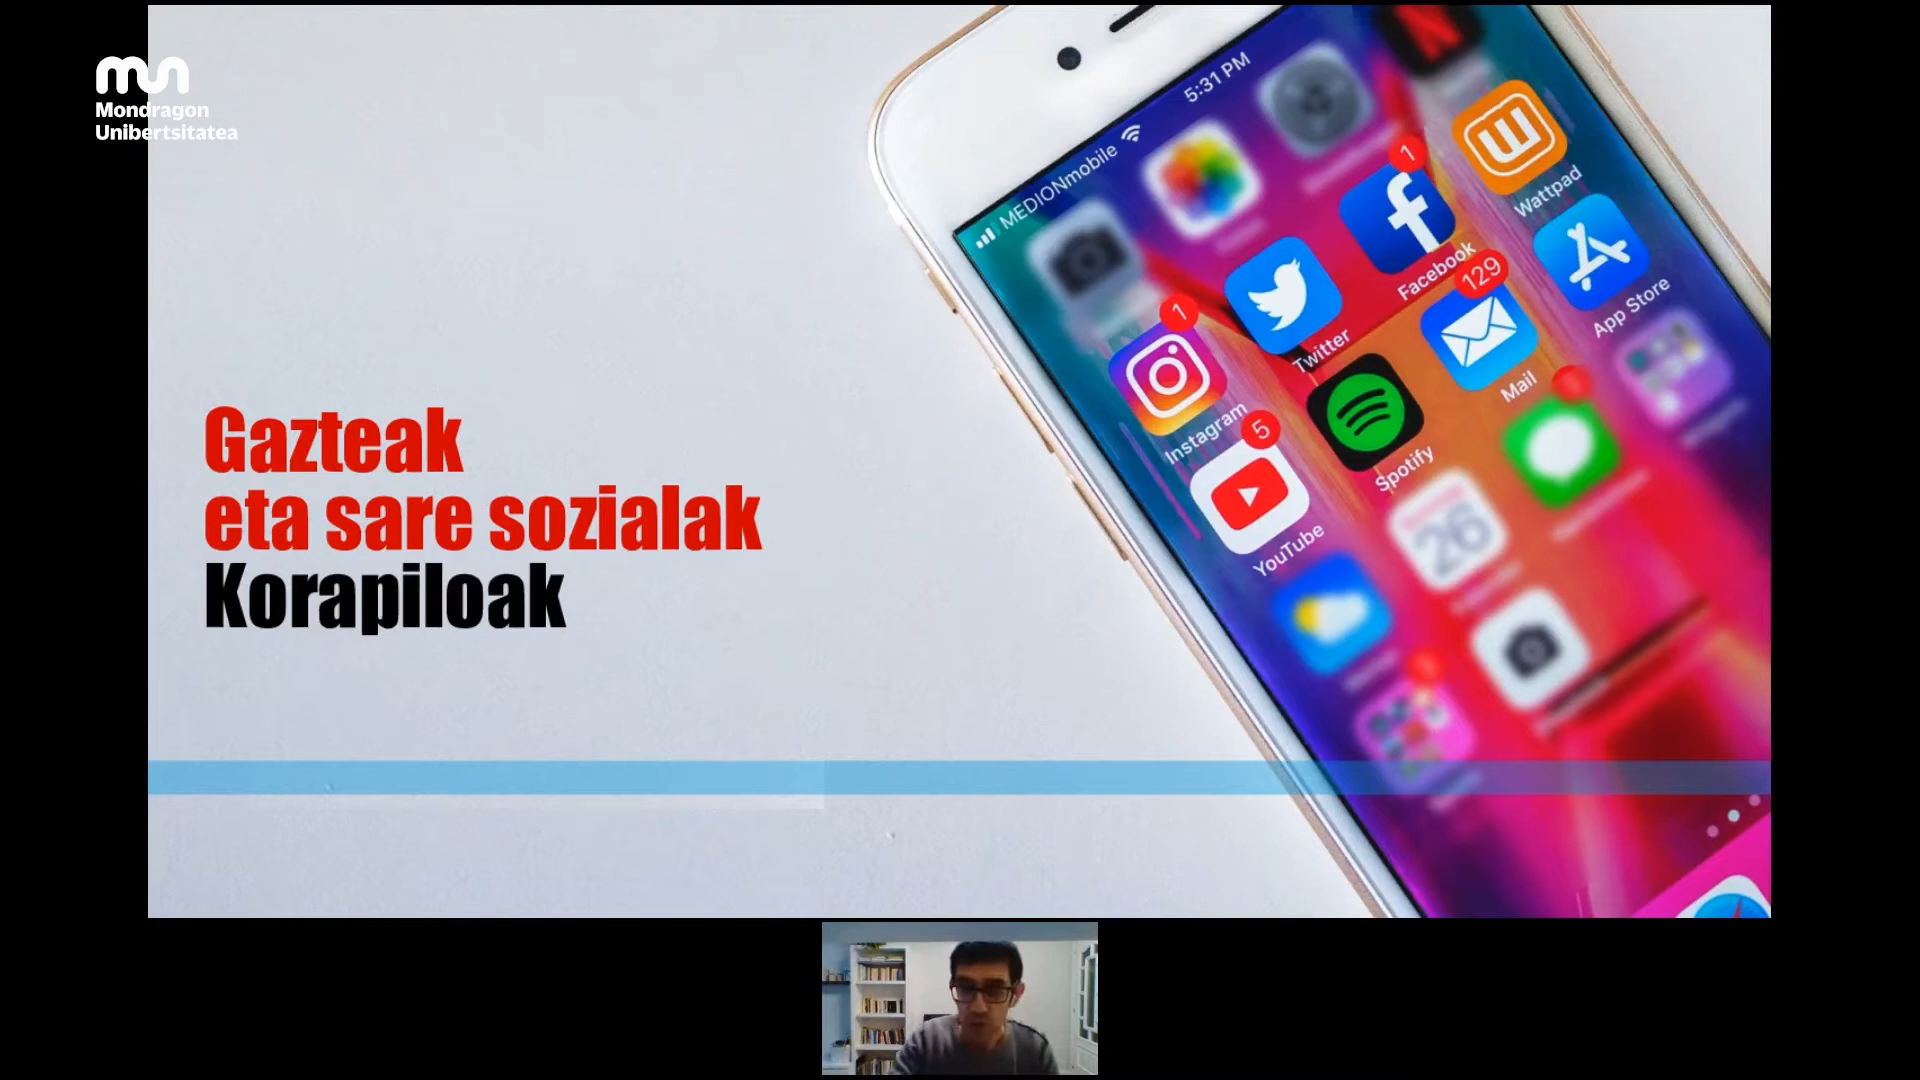 Mondragon
Unibertsitatea
Gazteak
eta sare sozialak
Korapiloak
MEDIONmobile
5:31 PM
1
Wattpad
Facebook
129
App Store
Twitter
1
Mail
Instagram
5
Spotify
YouTube
26